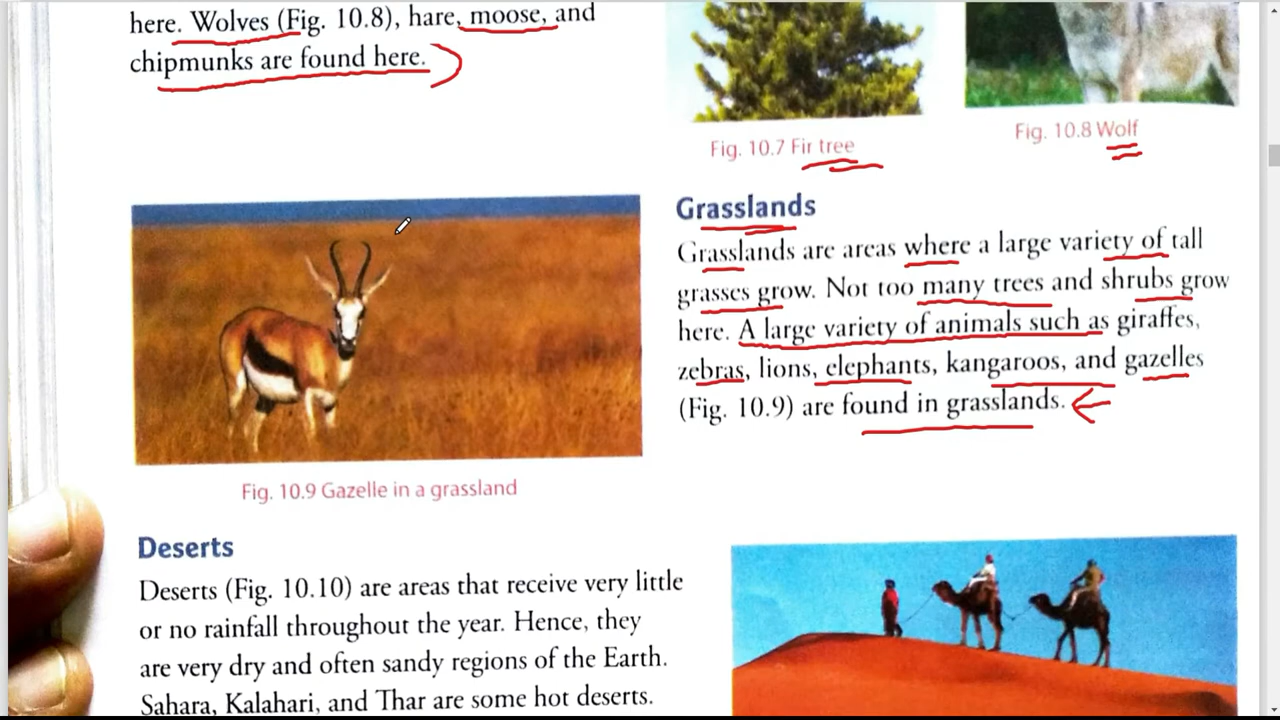 here. Wolves (Fig. 10.8), hare, moose, and
chipmunks are found here.
Fig. 10.7 Fir tree
Fig. 10.8 Wolf
Grasslands
Grasslands are areas where a large variety of tall
grasses grow. Not too many trees and shrubs grow
here. A large variety of animals such as giraffes,
zebras, lions, elephants, kangaroos, and gazelles
(Fig. 10.9) are found in grasslands.
Fig. 10.9 Gazelle in a grassland
Deserts
Deserts (Fig. 10.10) are areas that receive very little
or no rainfall throughout the year. Hence, they
are very dry and often sandy regions of the Earth.
Sahara, Kalahari, and Thar are some hot deserts.